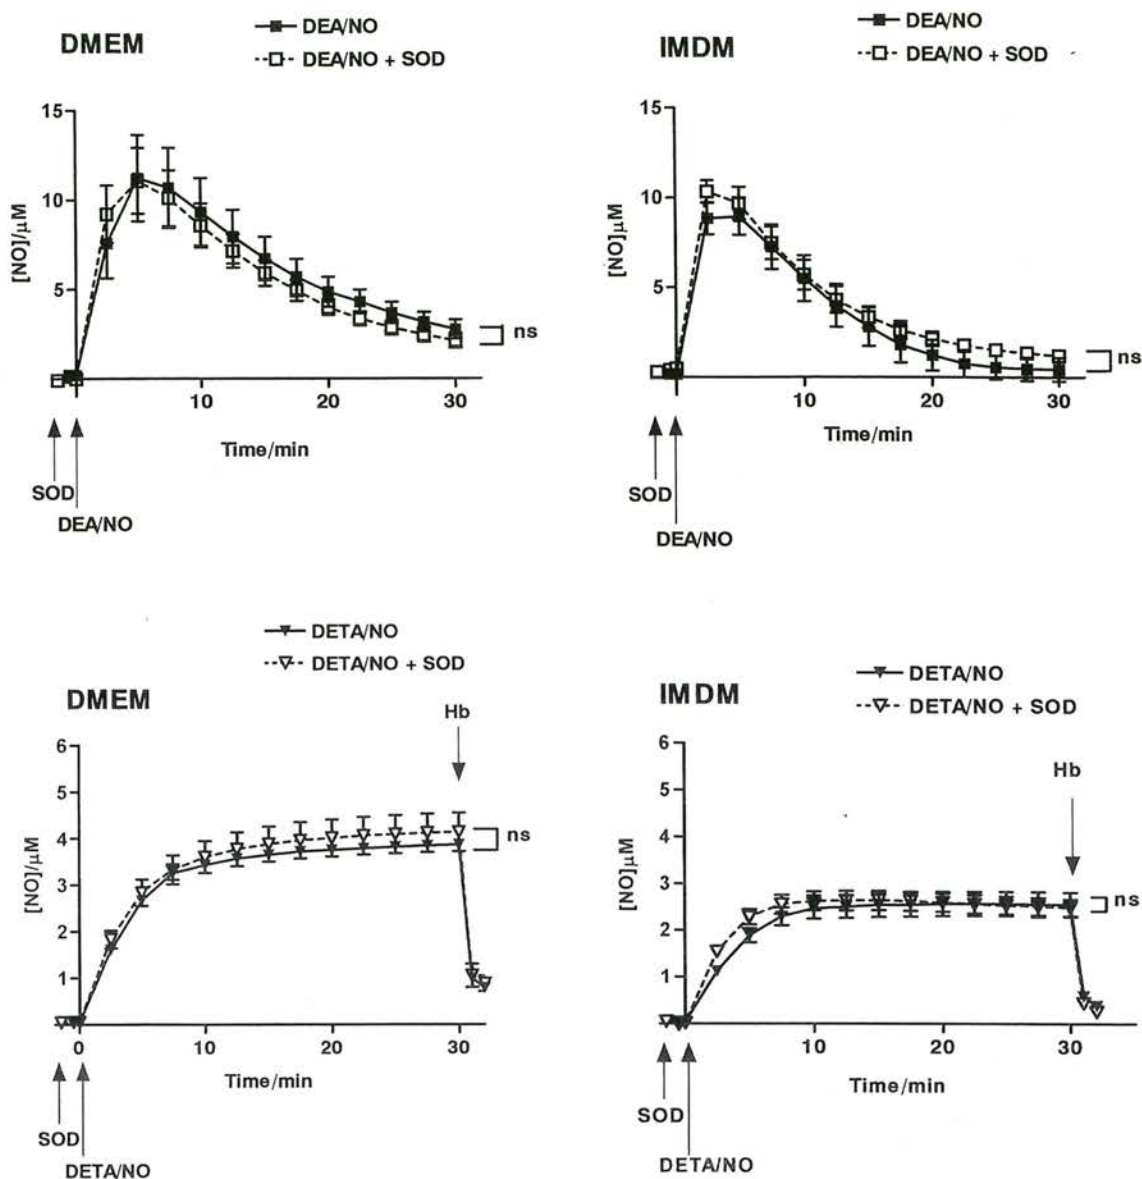 DMEM
DEA/NO
DEA/NO + SOD
15
10
5
[NO]/µM
ns
10
20
30
Time/min
SOD
DEA/NO
IMDM
DEA/NO
DEA/NO + SOD
15
10
5
[NO]µM
ns
10
20
30
Time/min
SOD
DEA/NO
DETA/NO
DETA/NO + SOD
DMEM
Hb
6
5
4
3
2
1
[NO]/µM
ns
0
10
20
30
Time/min
SOD
DETA/NO
DETA/NO
DETA/NO + SOD
IMDM
Hb
6
5
4
3
2
1
[NO]µM
ns
10
20
30
Time/min
SOD
DETA/NO